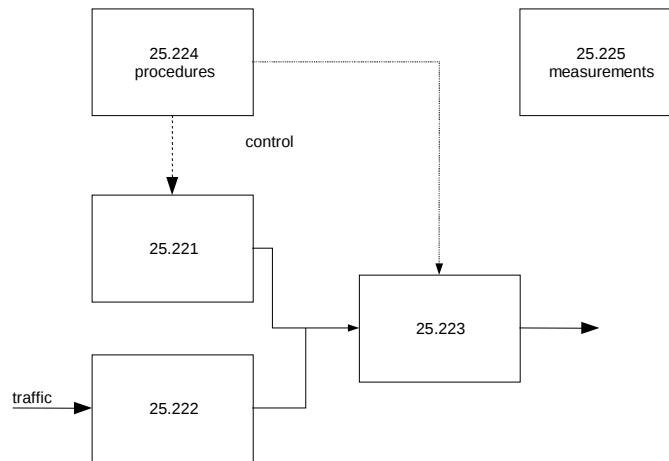 25.224
procedures
25.225
measurements
control
25.221
25.223
traffic
25.222